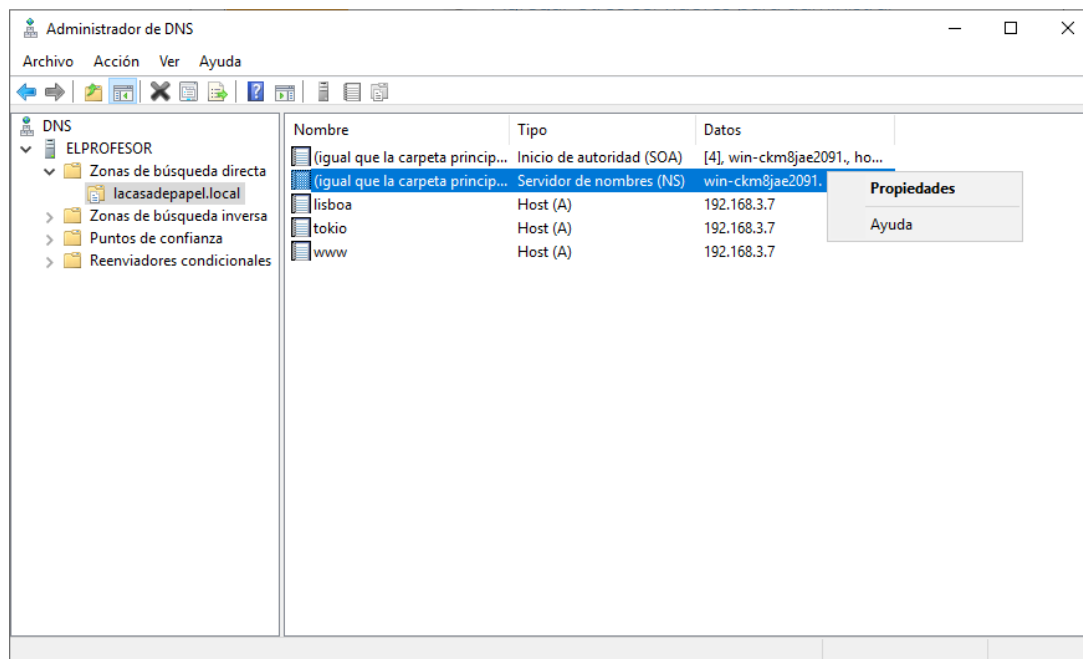 Administrador de DNS
Archivo Acción Ver Ayuda
DNS
ELPROFESOR
Zonas de búsqueda directa
lacasadepapel.local
Zonas de búsqueda inversa
Puntos de confianza
Reenviadores condicionales
Nombre Tipo Datos
(igual que la carpeta princip... Inicio de autoridad (SOA) [4], win-ckm8jae2091., ho...
(igual que la carpeta princip... Servidor de nombres (NS) win-ckm8jae2091.
lisboa Host (A) 192.168.3.7
tokio Host (A) 192.168.3.7
www Host (A) 192.168.3.7
Propiedades
Ayuda